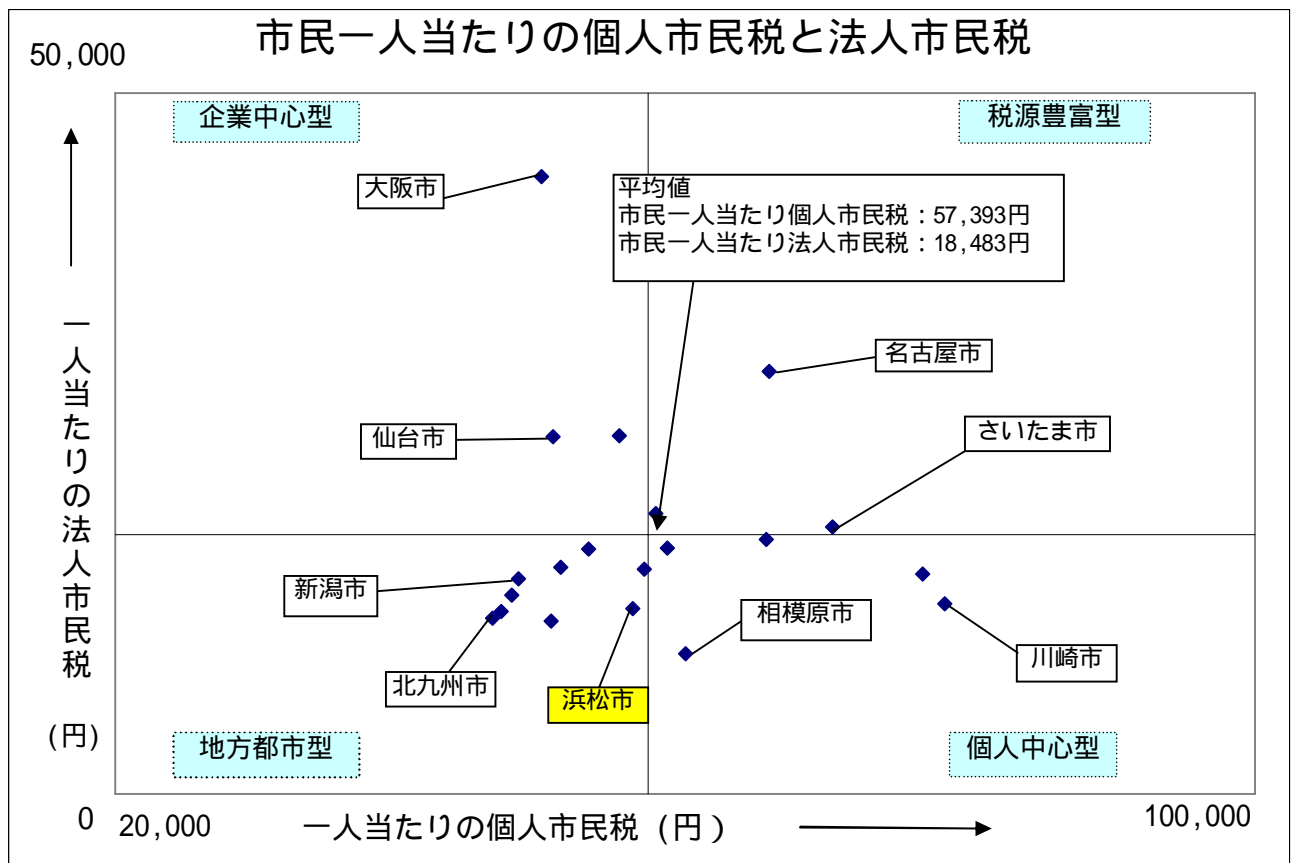 市民一人当たりの個人市民税と法人市民税
50,000
企業中心型
税源豊富型
大阪市
平均値
市民一人当たり個人市民税：57,393円
市民一人当たり法人市民税：18,483円
名古屋市
仙台市
さいたま市
一人当たりの法人市民税
(円)
新潟市
相模原市
川崎市
北九州市
浜松市
地方都市型
個人中心型
0
20,000
一人当たりの個人市民税（円）
100,000